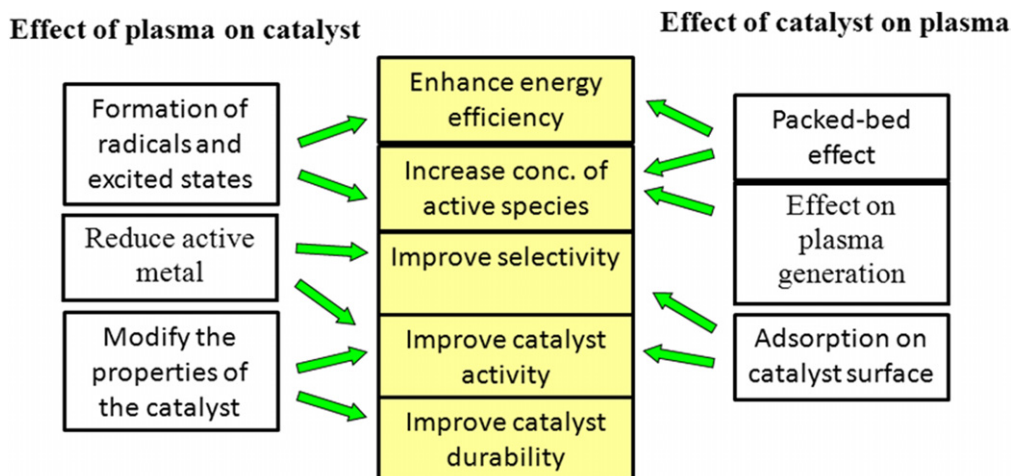 Effect of plasma on catalyst
Effect of catalyst on plasma
Formation of
radicals and
excited states
Reduce active
metal
Modify the
properties of
the catalyst
Enhance energy
efficiency
Increase conc. of
active species
Improve selectivity
Improve catalyst
activity
Improve catalyst
durability
Packed-bed
effect
Effect on
plasma
generation
Adsorption on
catalyst surface